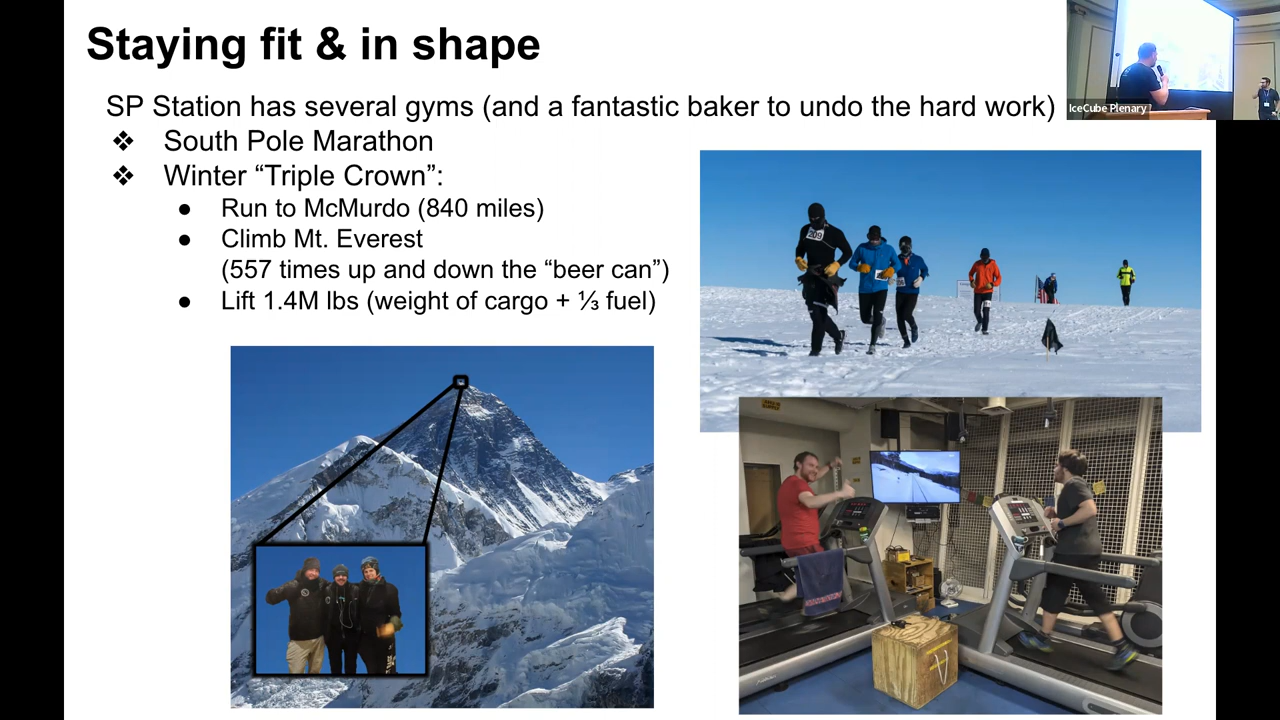 Staying fit & in shape
IceCube Plenary
SP Station has several gyms (and a fantastic baker to undo the hard work)
❖ South Pole Marathon
❖ Winter “Triple Crown”:
● Run to McMurdo (840 miles)
● Climb Mt. Everest
(557 times up and down the “beer can”)
● Lift 1.4M lbs (weight of cargo + ⅓ fuel)
209